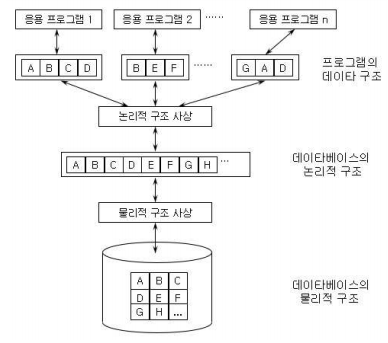 응용 프로그램 1
응용 프로그램 2
······
응용 프로그램 n
A B C D
B E F
······
G A D
프로그램의
데이타 구조
논리적 구조 사상
A B C D E F G H ···
데이타베이스의
논리적 구조
물리적 구조 사상
A B C
D E F
G H ...
데이타베이스의
물리적 구조